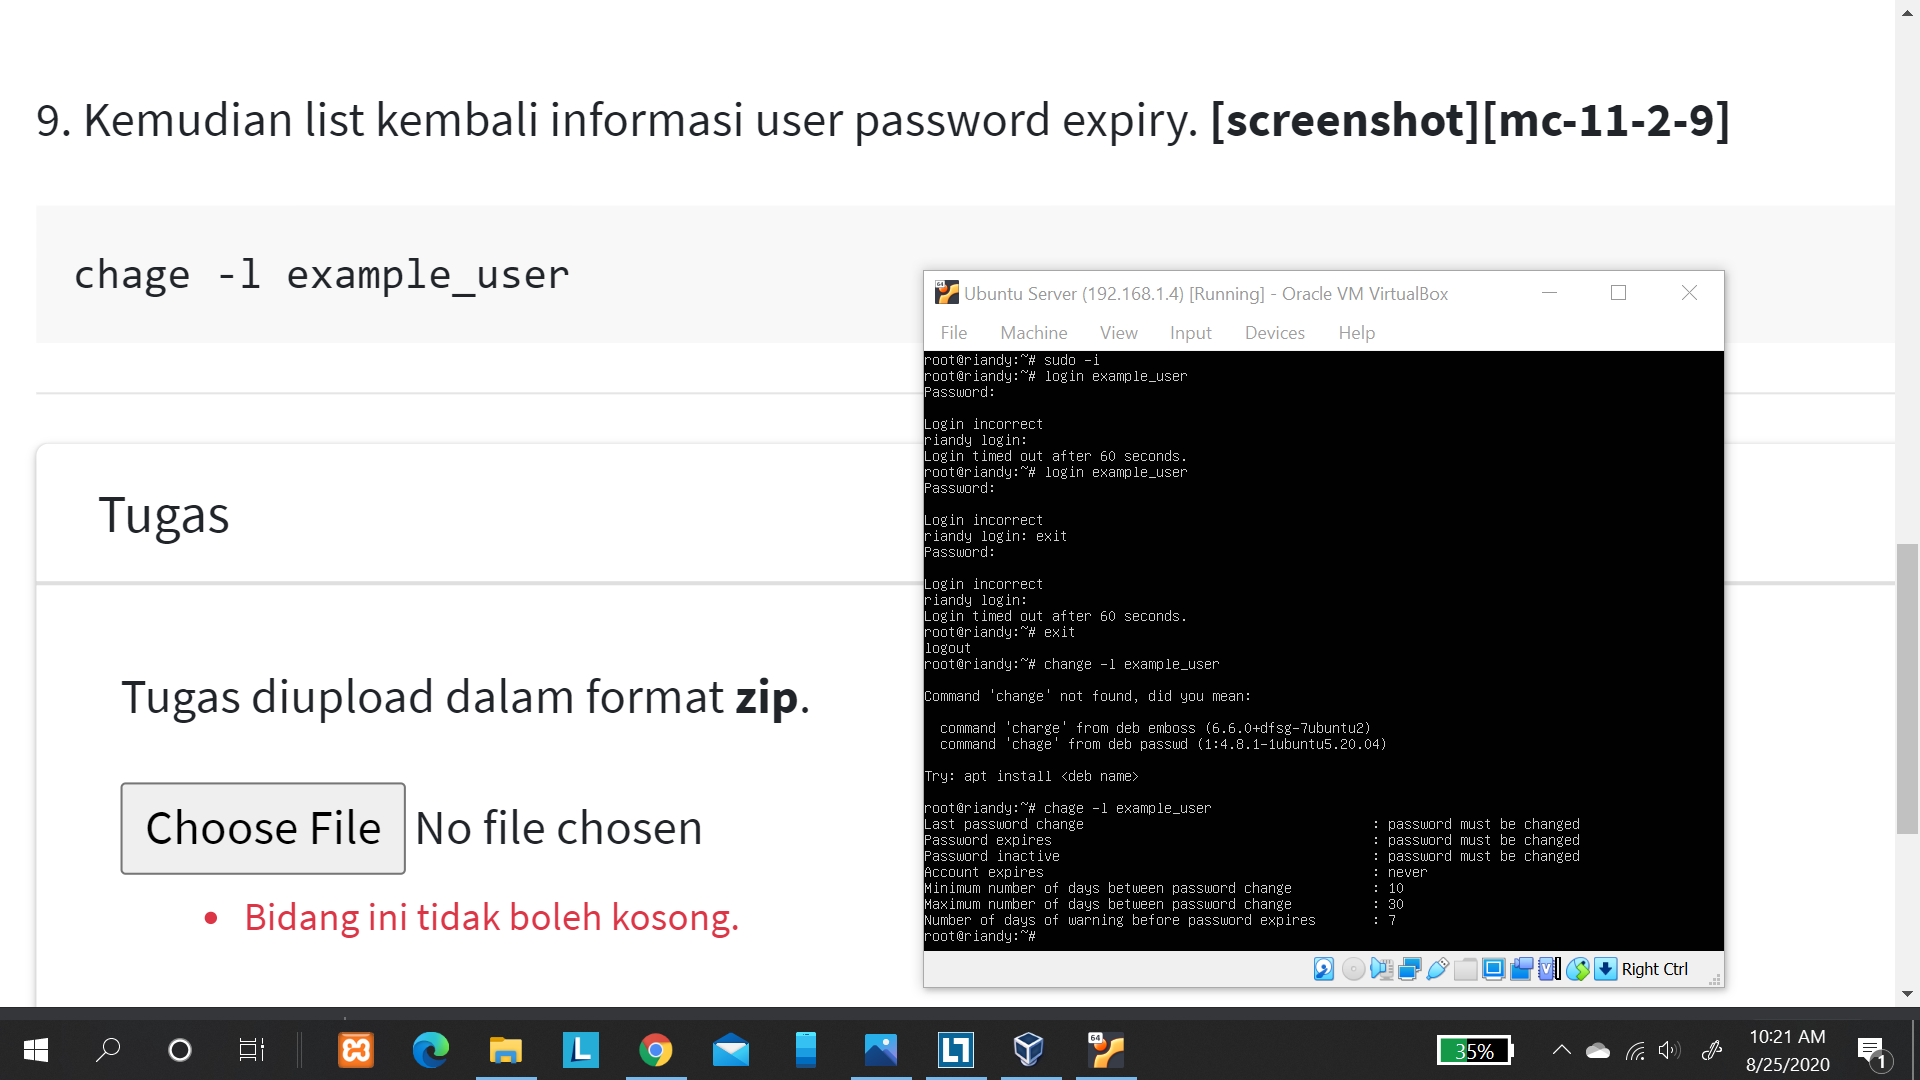 9. Kemudian list kembali informasi user password expiry. [screenshot][mc-11-2-9]
chage -l example_user
Tugas
Tugas diupload dalam format zip.
Choose File No file chosen
• Bidang ini tidak boleh kosong.
Ubuntu Server (192.168.1.4) [Running] - Oracle VM VirtualBox
File Machine View Input Devices Help
root@riandy:~# sudo -i
root@riandy:~# login example_user
Password:
Login incorrect
riandy login:
Login timed out after 60 seconds.
root@riandy:~# login example_user
Password:
Login incorrect
riandy login: exit
Password:
Login incorrect
riandy login:
Login timed out after 60 seconds.
root@riandy:~# exit
logout
root@riandy:~# change -l example_user
Command 'change' not found, did you mean:
command 'charge' from deb emboss (6.6.0+dfsg-7ubuntu2)
command 'chage' from deb passwd (1:4.8.1-1ubuntu5.20.04)
Try: apt install <deb name>
root@riandy:~# chage -l example_user
Last password change : password must be changed
Password expires : password must be changed
Password inactive : password must be changed
Account expires : never
Minimum number of days between password change : 10
Maximum number of days between password change : 30
Number of days of warning before password expires : 7
root@riandy:~#
Right Ctrl
64
L
64
35%
10:21 AM
8/25/2020
1